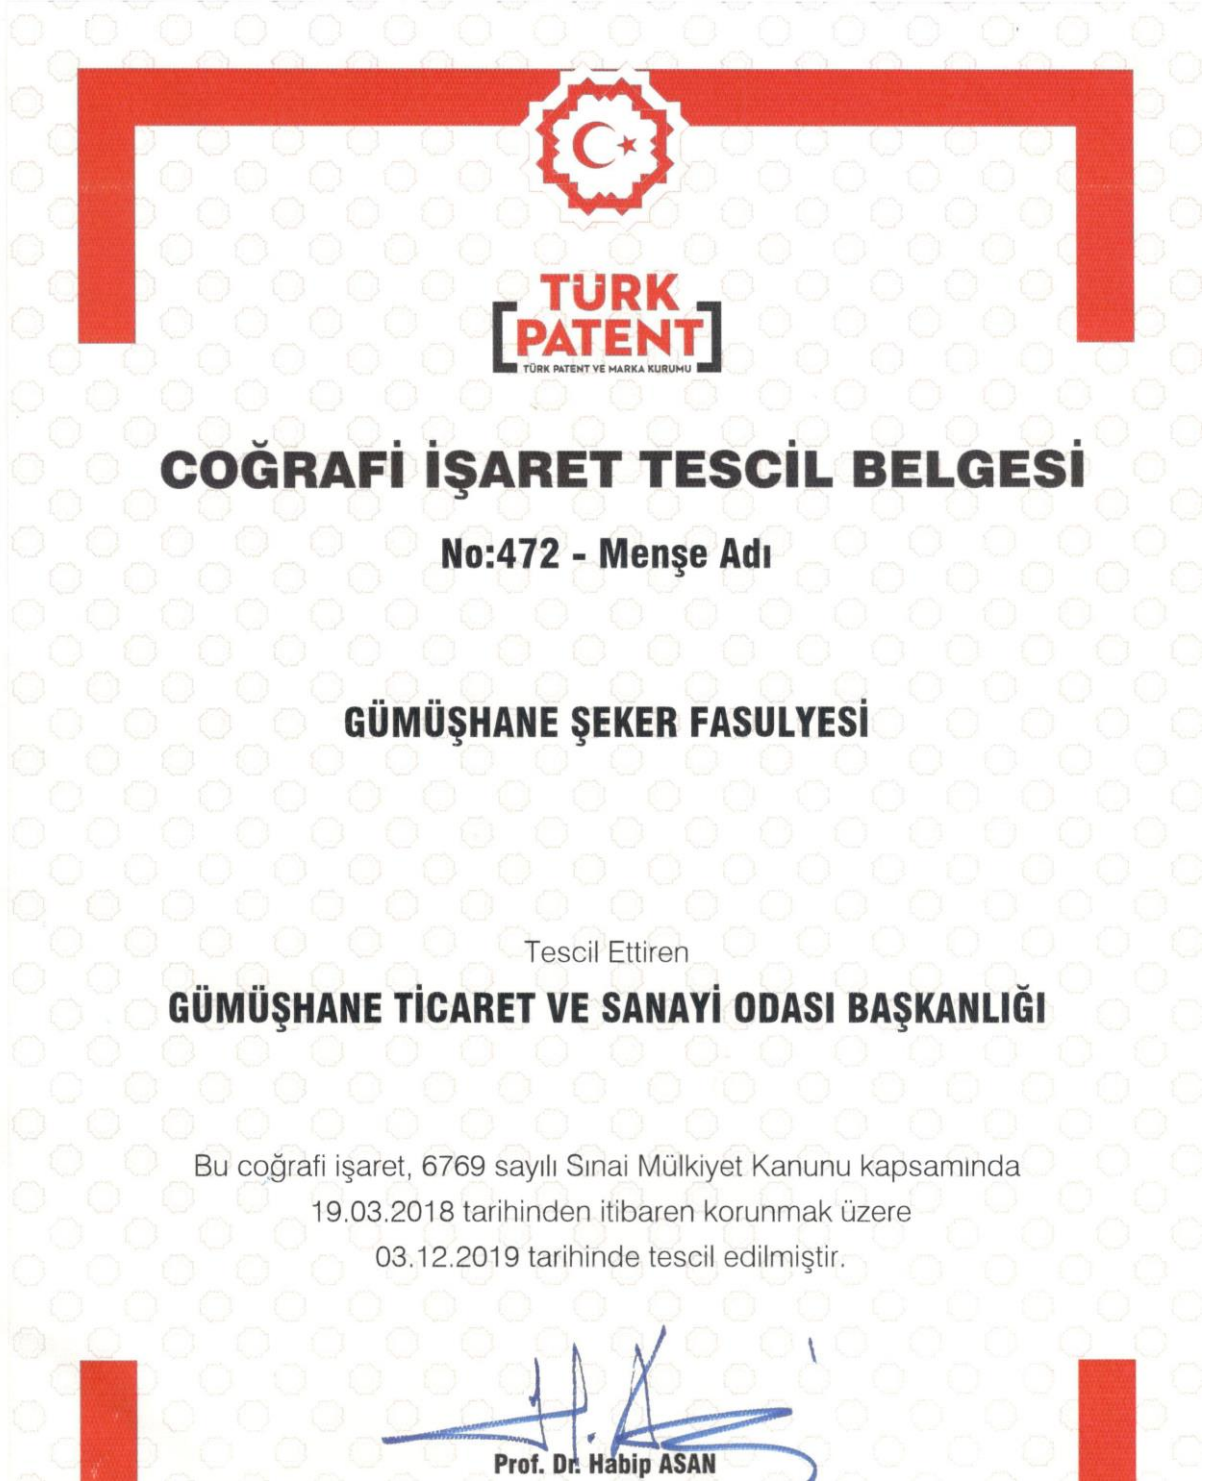 TÜRK
PATENT
TÜRK PATENT VE MARKA KURUMU
COĞRAFİ İŞARET TESCİL BELGESİ
No:472 - Menşe Adı
GÜMÜŞHANE ŞEKER FASULYESİ
Tescil Ettiren
GÜMÜŞHANE TİCARET VE SANAYİ ODASI BAŞKANLIĞI
Bu coğrafi işaret, 6769 sayılı Sınai Mülkiyet Kanunu kapsamında
19.03.2018 tarihinden itibaren korunmak üzere
03.12.2019 tarihinde tescil edilmiştir.
Prof. Dr. Habip ASAN